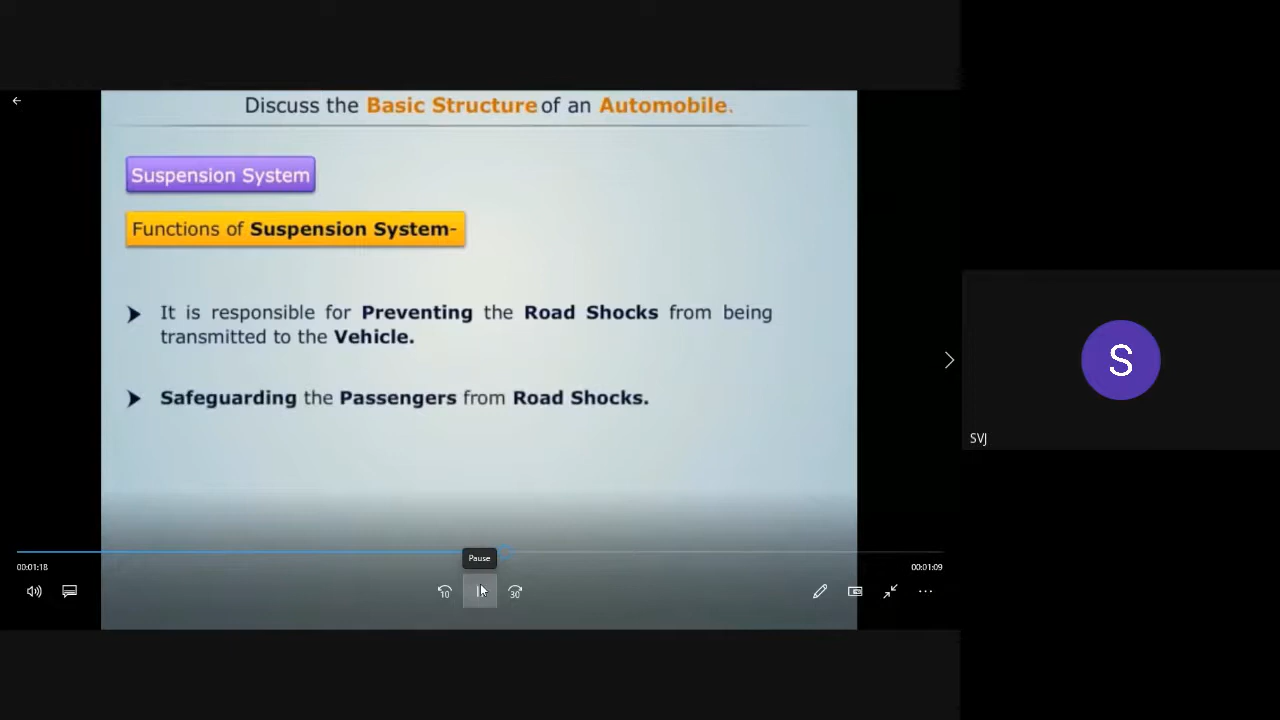 Discuss the Basic Structure of an Automobile.
Suspension System
Functions of Suspension System-
It is responsible for Preventing the Road Shocks from being
transmitted to the Vehicle.
Safeguarding the Passengers from Road Shocks.
S
SVJ
Pause
00:01:18
00:01:09
10
30